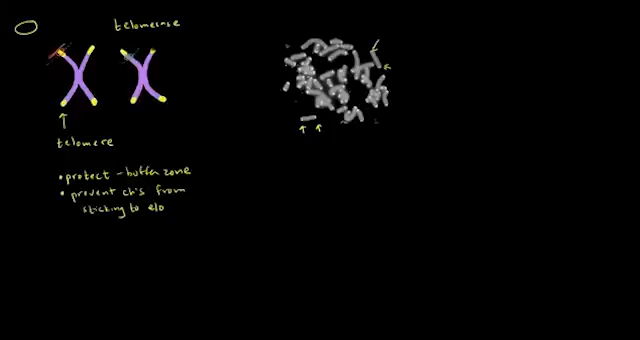 telomerase
telomere
• protect - buffer zone
• prevent ch's from
sticking to e/o